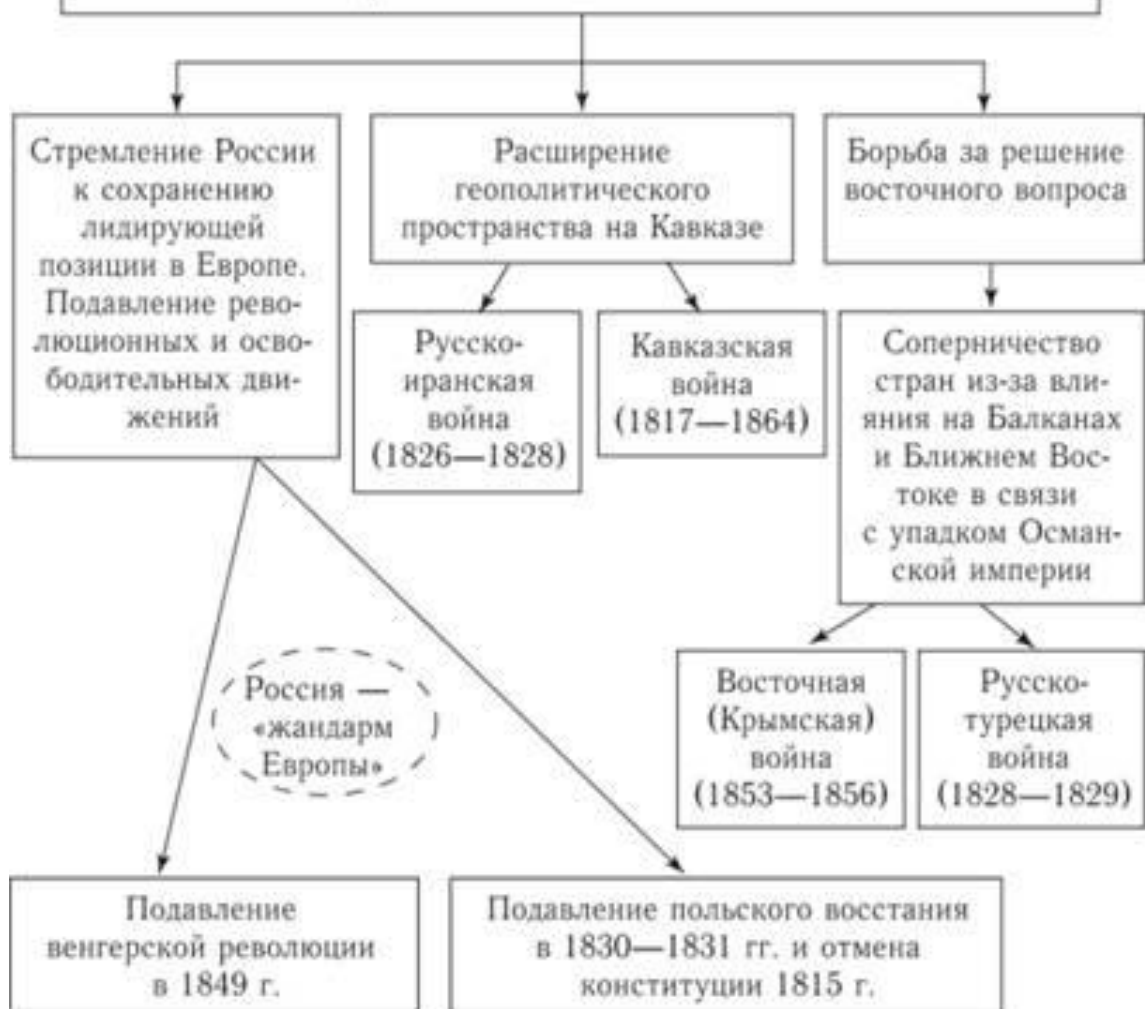 Стремление России
к сохранению
лидирующей
позиции в Европе.
Подавление рево-
люционных и осво-
бодительных дви-
жений
Расширение
геополитического
пространства на Кавказе
Борьба за решение
восточного вопроса
Русско-
иранская
война
(1826—1828)
Кавказская
война
(1817—1864)
Соперничество
стран из-за вли-
яния на Балканах
и Ближнем Вос-
токе в связи
с упадком Осман-
ской империи
Россия —
«жандарм
Европы»
Восточная
(Крымская)
война
(1853—1856)
Русско-
турецкая
война
(1828—1829)
Подавление
венгерской революции
в 1849 г.
Подавление польского восстания
в 1830—1831 гг. и отмена
конституции 1815 г.